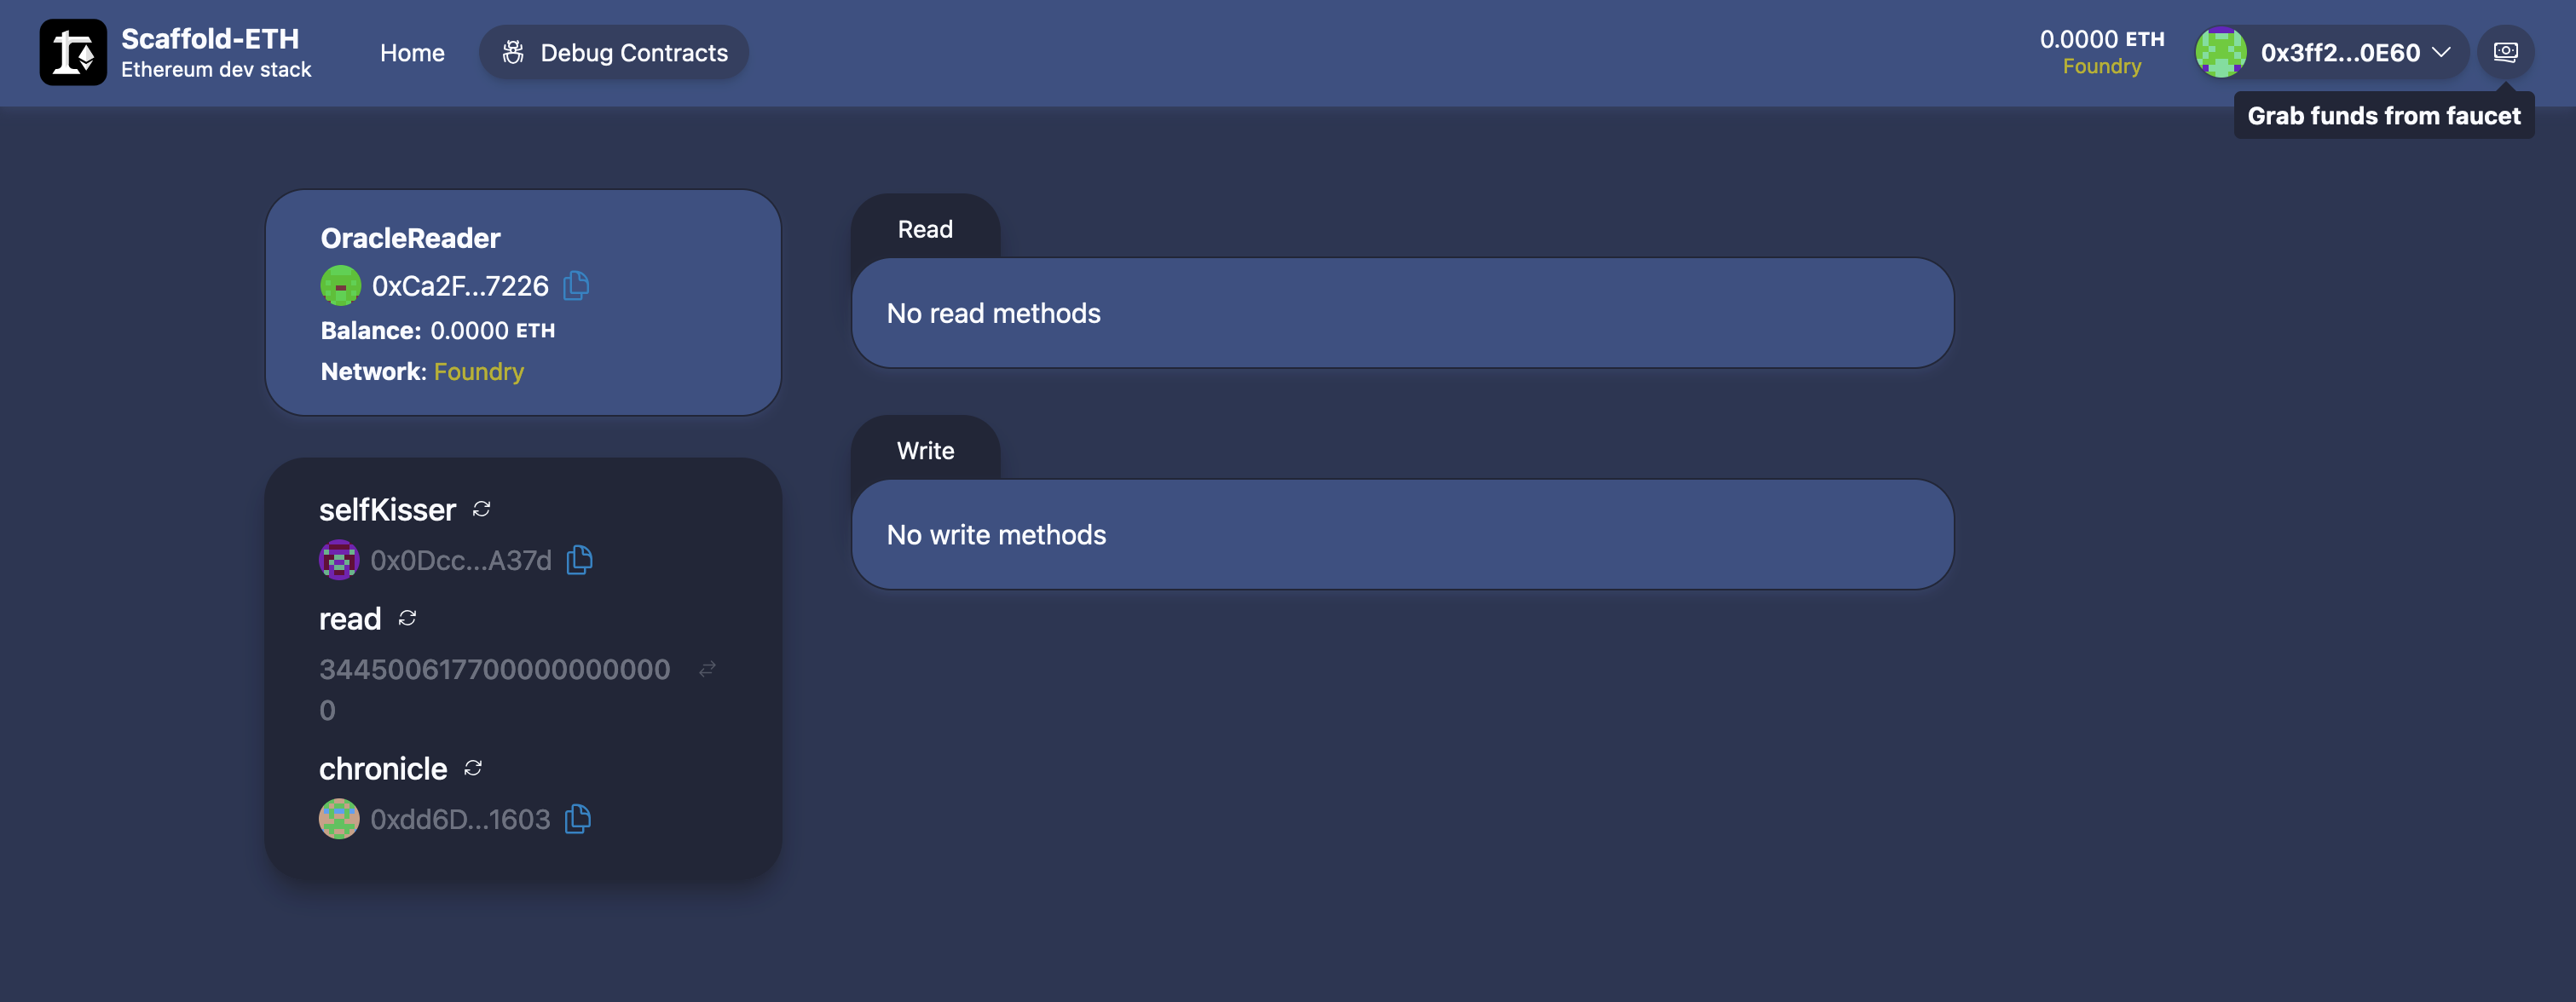 Scaffold-ETH
Ethereum dev stack
Home
Debug Contracts
0.0000 ETH
Foundry
0x3ff2...0E60
Grab funds from faucet
OracleReader
0xCa2F...7226
Balance: 0.0000 ETH
Network: Foundry
selfKisser
0x0Dcc...A37d
read
344500617700000000000
0
chronicle
0xdd6D...1603
Read
No read methods
Write
No write methods